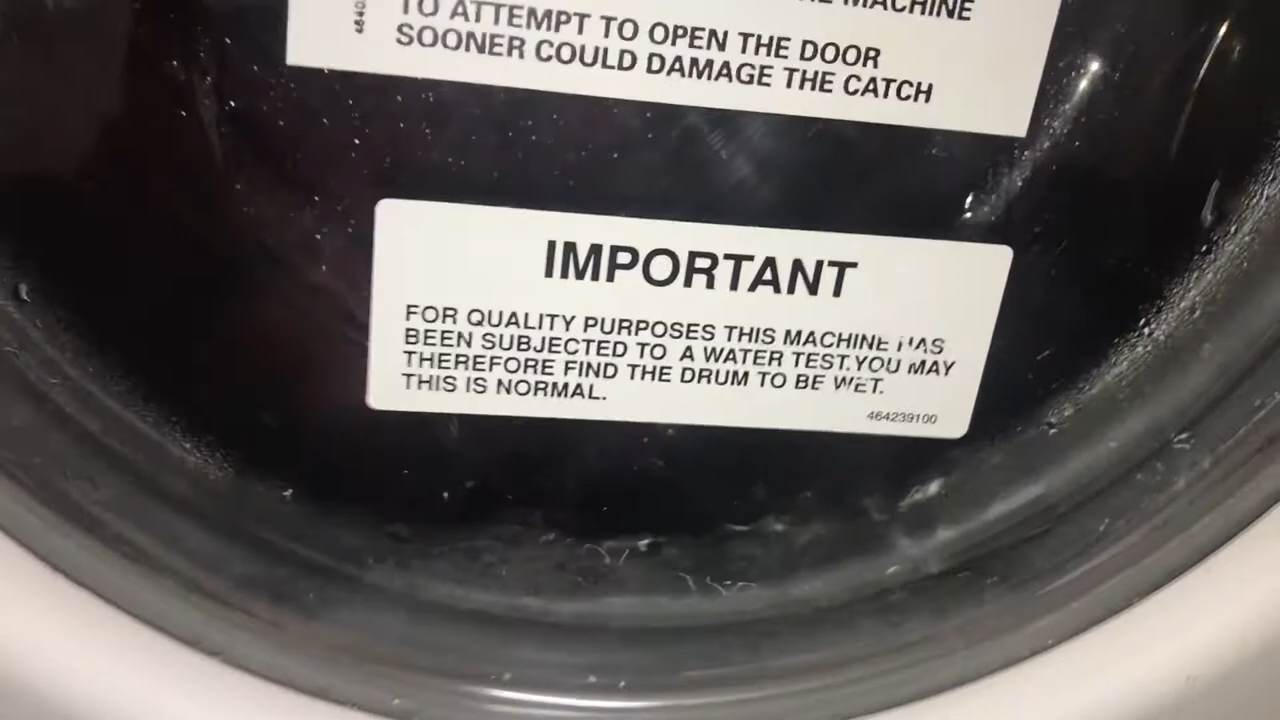 MACHINE
TO ATTEMPT TO OPEN THE DOOR
SOONER COULD DAMAGE THE CATCH
IMPORTANT
FOR QUALITY PURPOSES THIS MACHINE HAS
BEEN SUBJECTED TO A WATER TEST.YOU MAY
THEREFORE FIND THE DRUM TO BE WET.
THIS IS NORMAL.
464239100